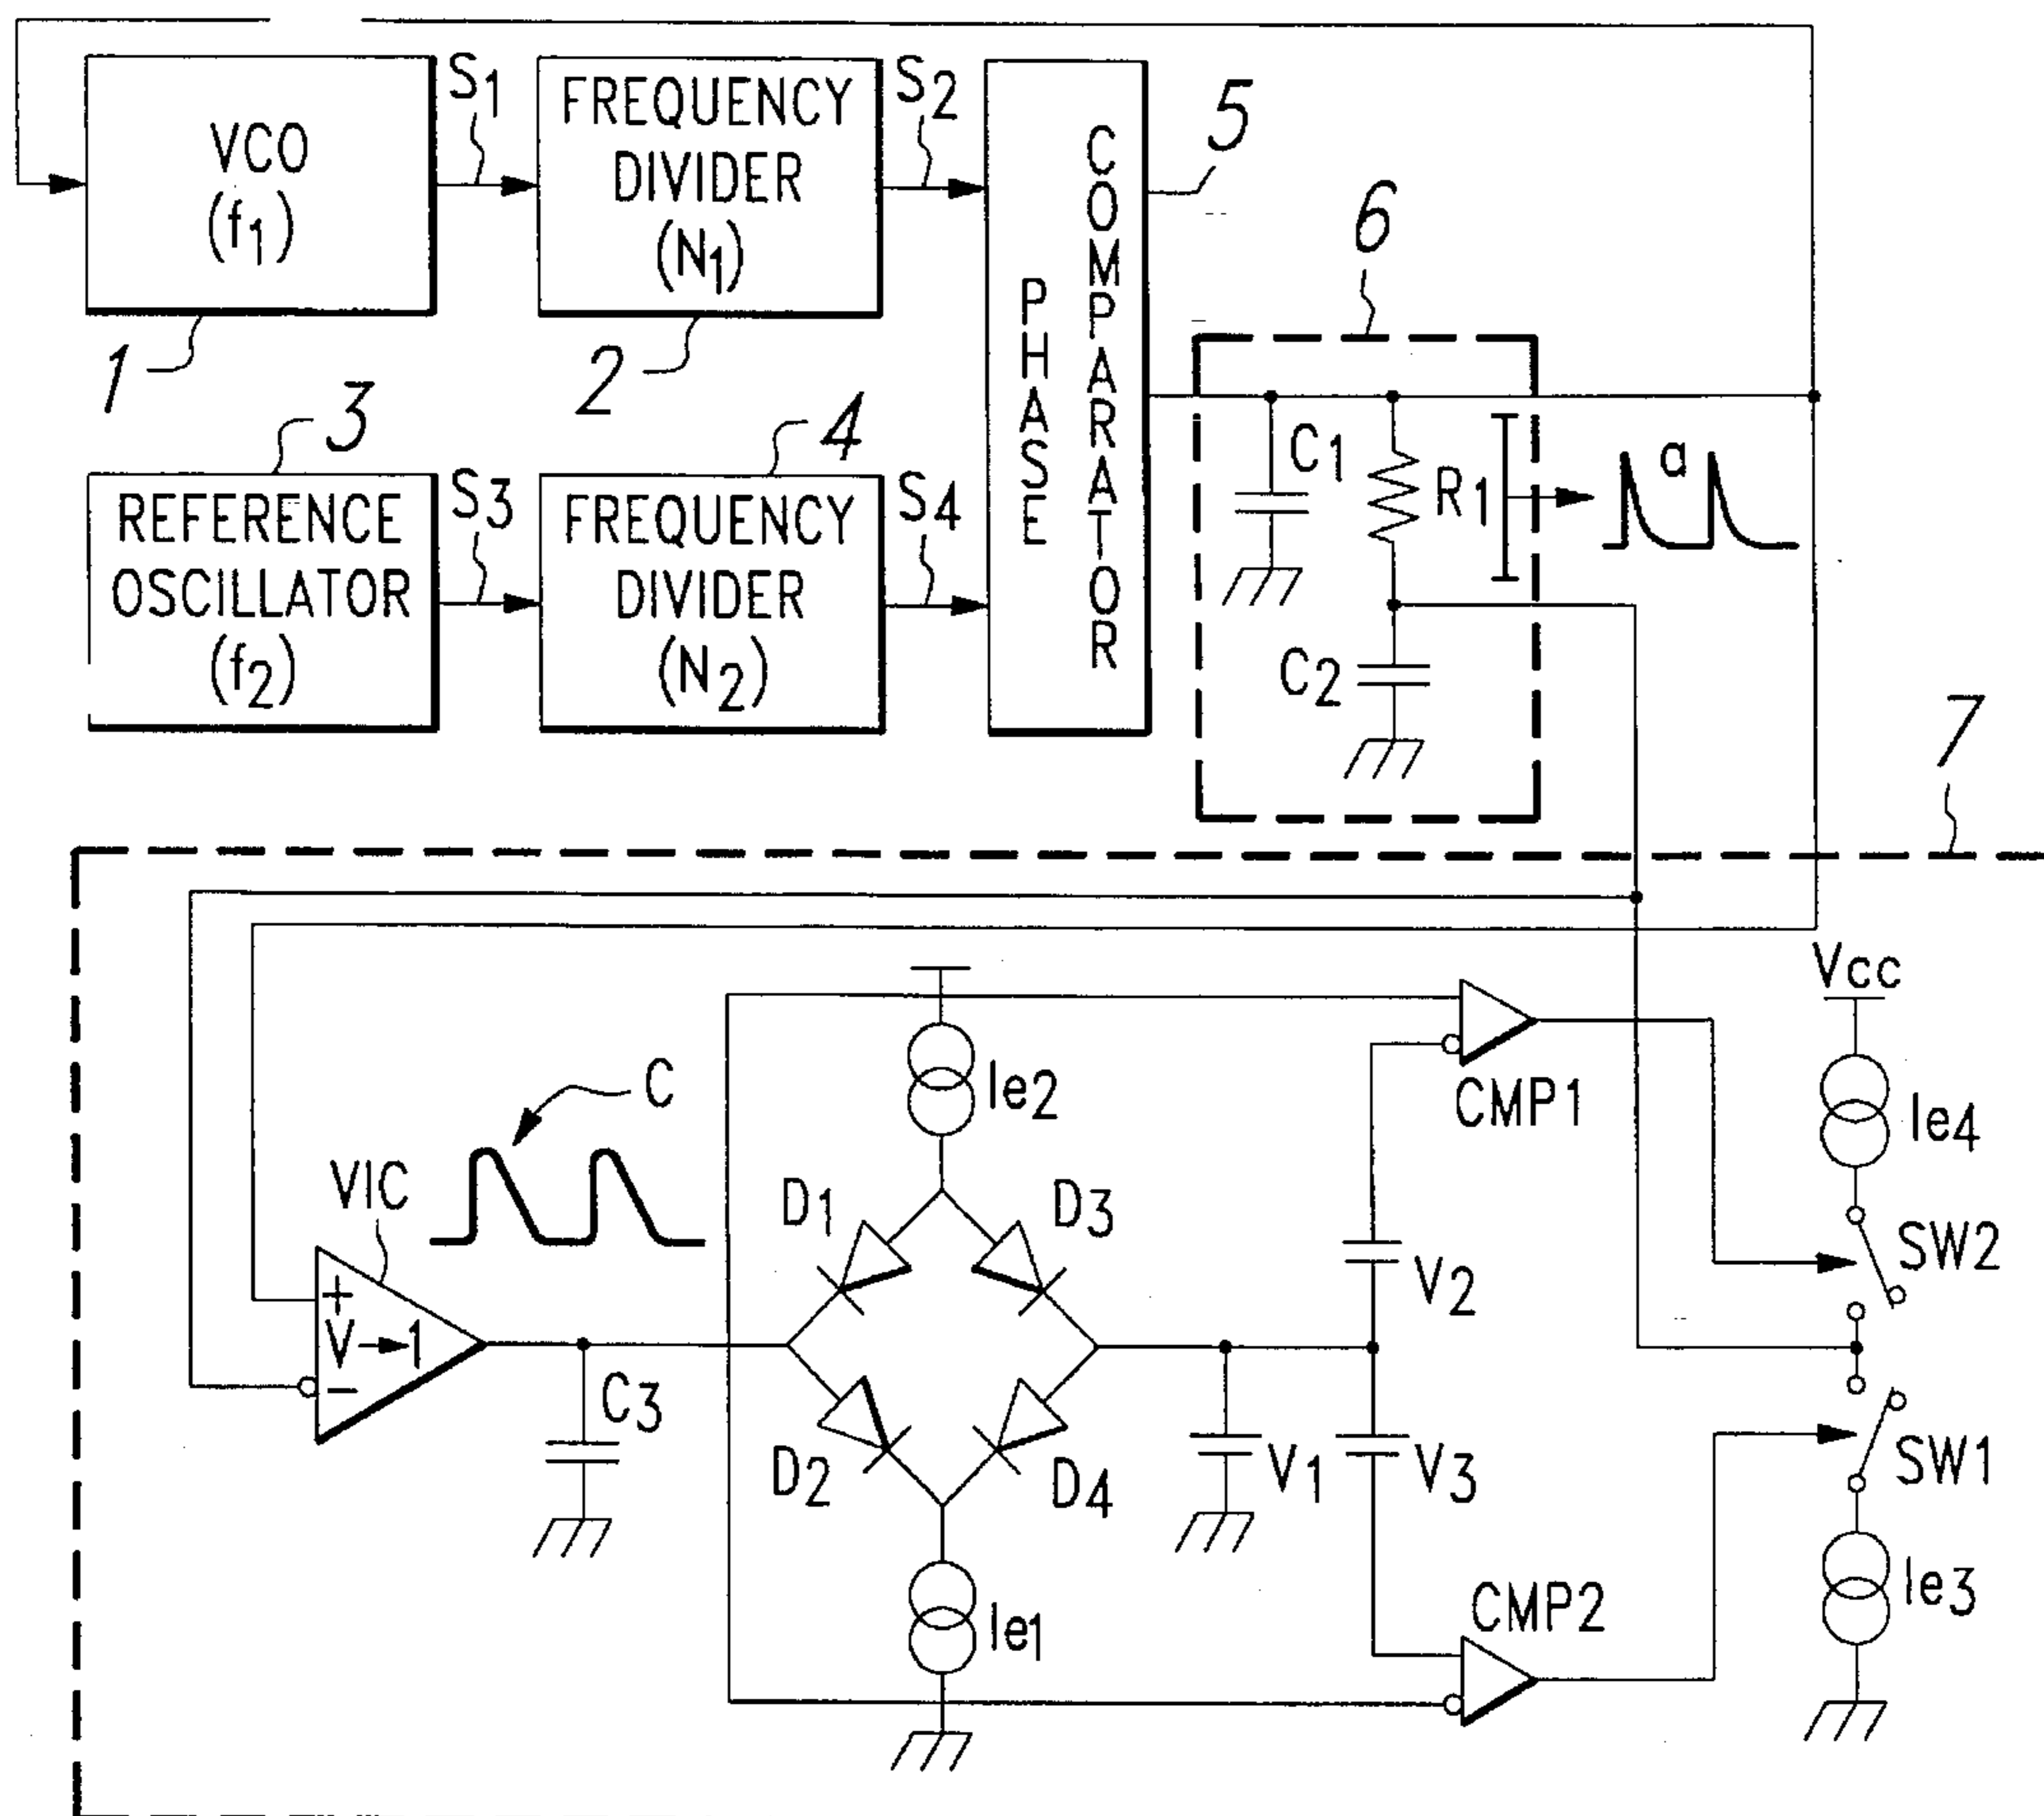 VCO
(f1)
S1
FREQUENCY
DIVIDER
(N1)
S2
PHASE
COMPARATOR
5
6
1
2
3
4
REFERENCE
OSCILLATOR
(f2)
S3
FREQUENCY
DIVIDER
(N2)
S4
C1
R1
a
C2
7
Vcc
Ie2
CMP1
Ie4
C
VIC
D1
D3
V2
SW2
+
V→1
−
C3
D2
D4
V1
V3
SW1
Ie1
CMP2
Ie3